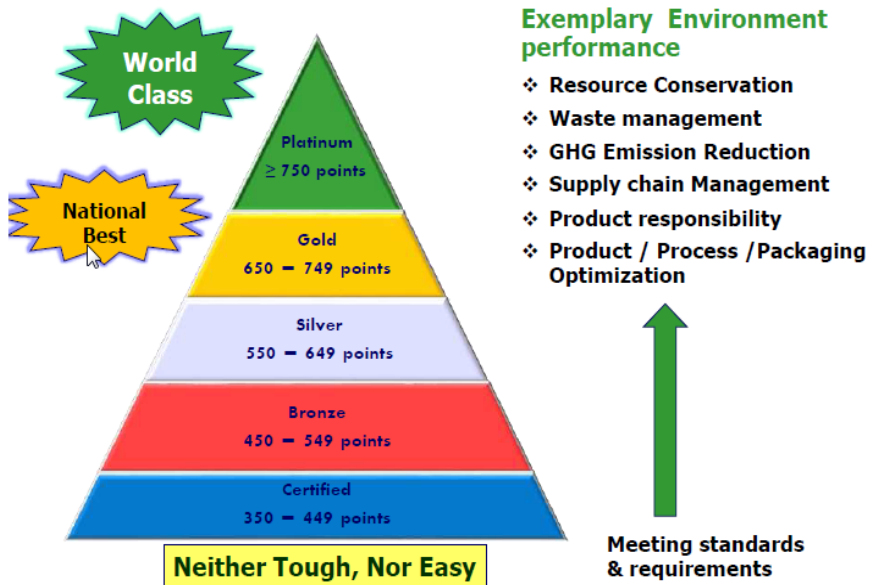 World
Class
National
Best
Platinum
≥ 750 points
Gold
650 – 749 points
Silver
550 – 649 points
Bronze
450 – 549 points
Certified
350 – 449 points
Neither Tough, Nor Easy
Exemplary Environment
performance
❖ Resource Conservation
❖ Waste management
❖ GHG Emission Reduction
❖ Supply chain Management
❖ Product responsibility
❖ Product / Process /Packaging
Optimization
Meeting standards
& requirements